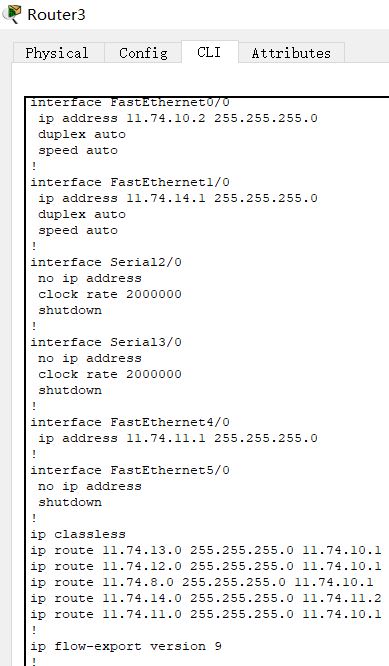 Router3
Physical Config CLI Attributes
interface FastEthernet0/0
ip address 11.74.10.2 255.255.255.0
duplex auto
speed auto
!
interface FastEthernet1/0
ip address 11.74.14.1 255.255.255.0
duplex auto
speed auto
!
interface Serial2/0
no ip address
clock rate 2000000
shutdown
!
interface Serial3/0
no ip address
clock rate 2000000
shutdown
!
interface FastEthernet4/0
ip address 11.74.11.1 255.255.255.0
!
interface FastEthernet5/0
no ip address
shutdown
!
ip classless
ip route 11.74.13.0 255.255.255.0 11.74.10.1
ip route 11.74.12.0 255.255.255.0 11.74.10.1
ip route 11.74.8.0 255.255.255.0 11.74.10.1
ip route 11.74.14.0 255.255.255.0 11.74.11.2
ip route 11.74.11.0 255.255.255.0 11.74.10.1
!
ip flow-export version 9
!